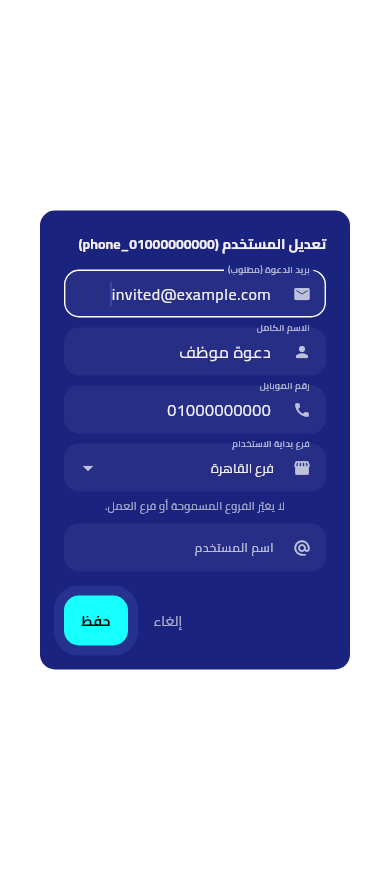 تعديل المستخدم (phone_01000000000)
بريد الدعوة (مطلوب)
invited@example.com
الاسم الكامل
دعوة موظف
رقم الموبايل
01000000000
فرع بداية الاستخدام
فرع القاهرة
لا يغيّر الفروع المسموحة أو فرع العمل.
اسم المستخدم
إلغاء
حفظ